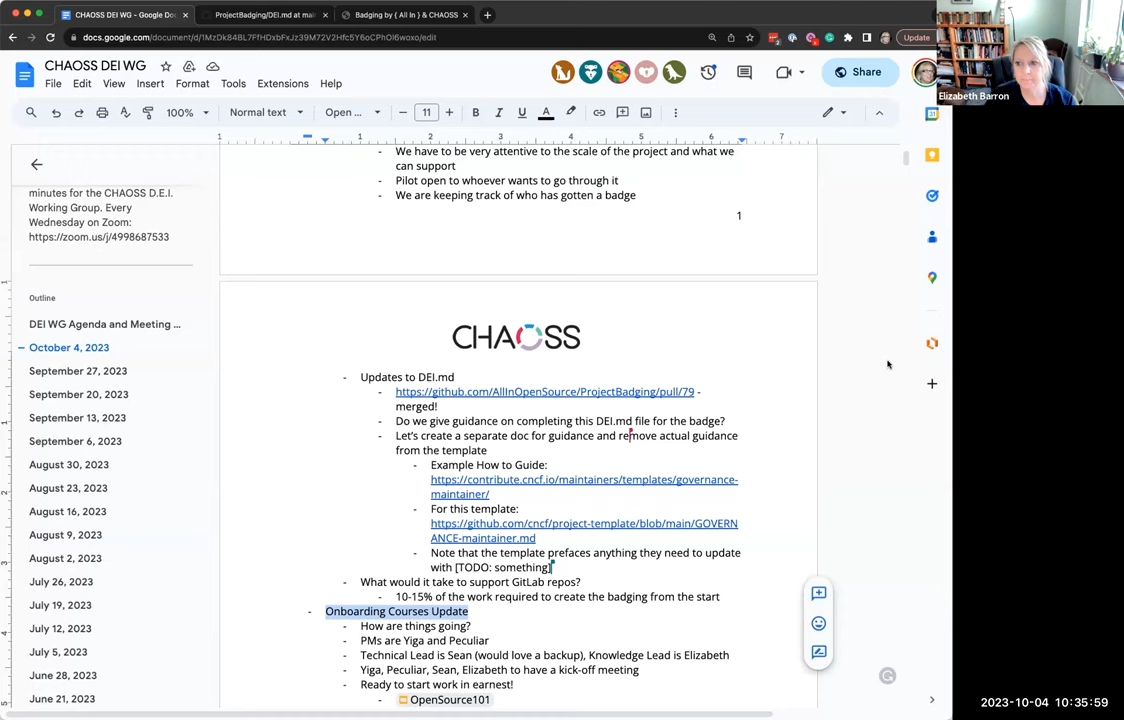 CHAOSS DEI WG - Google Doc
ProjectBadging/DEI.md at mai
Badging by { All In } & CHAOSS
docs.google.com/document/d/1MzDk84BL7FfHDxbFxJz39M72V2Hfc5Y6oCPhOl6woxo/edit
Update
CHAOSS DEI WG
File Edit View Insert Format Tools Extensions Help
Share
Elizabeth Barron
100% Normal text Open ... 11
1 1 2 3 4 5 6 7
minutes for the CHAOSS D.E.I.
Working Group. Every
Wednesday on Zoom:
https://zoom.us/j/4998687533
Outline
DEI WG Agenda and Meeting ...
October 4, 2023
September 27, 2023
September 20, 2023
September 13, 2023
September 6, 2023
August 30, 2023
August 23, 2023
August 16, 2023
August 9, 2023
August 2, 2023
July 26, 2023
July 19, 2023
July 12, 2023
July 5, 2023
June 28, 2023
June 21, 2023
- We have to be very attentive to the scale of the project and what we
can support
- Pilot open to whoever wants to go through it
- We are keeping track of who has gotten a badge
1
CHAOSS
- Updates to DEI.md
- https://github.com/AllInOpenSource/ProjectBadging/pull/79 -
merged!
- Do we give guidance on completing this DEI.md file for the badge?
- Let's create a separate doc for guidance and remove actual guidance
from the template
- Example How to Guide:
https://contribute.cncf.io/maintainers/templates/governance-
maintainer/
- For this template:
https://github.com/cncf/project-template/blob/main/GOVERN
ANCE-maintainer.md
- Note that the template prefaces anything they need to update
with [TODO: something]
- What would it take to support GitLab repos?
- 10-15% of the work required to create the badging from the start
- Onboarding Courses Update
- How are things going?
- PMs are Yiga and Peculiar
- Technical Lead is Sean (would love a backup), Knowledge Lead is Elizabeth
- Yiga, Peculiar, Sean, Elizabeth to have a kick-off meeting
- Ready to start work in earnest!
- OpenSource101
2023-10-04 10:35:59